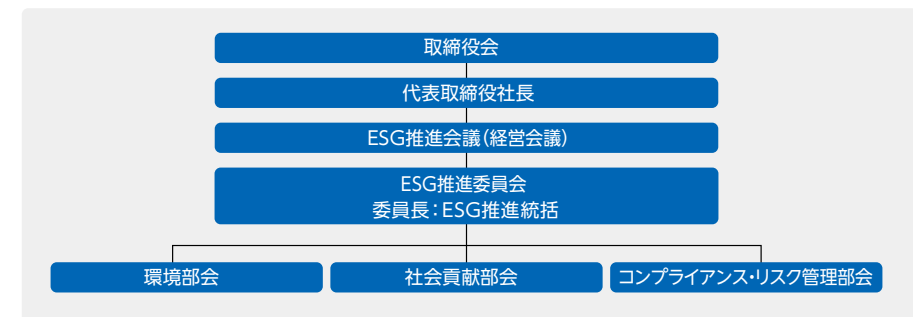 取締役会
代表取締役社長
ESG推進会議（経営会議）
ESG推進委員会
委員長：ESG推進統括
環境部会
社会貢献部会
コンプライアンス・リスク管理部会